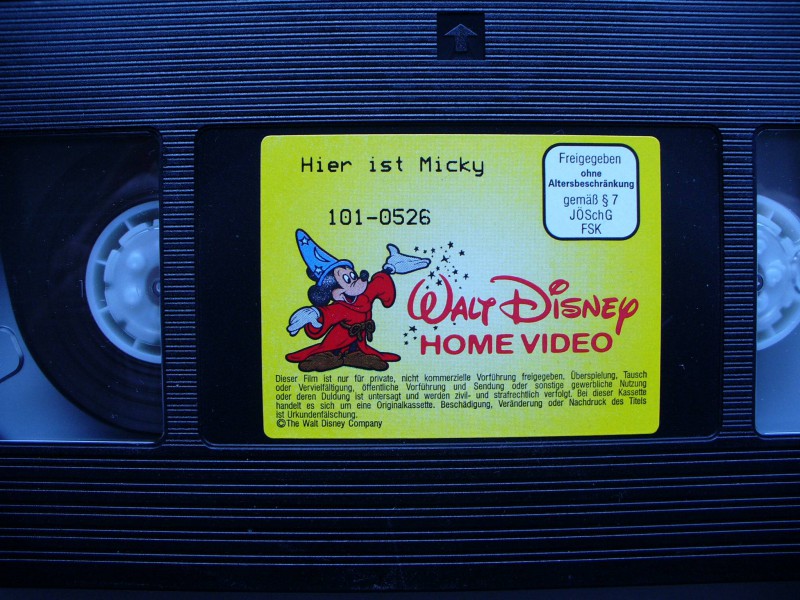 Hier ist Micky
101-0526
Freigegeben
ohne
Altersbeschränkung
gemäß § 7
JÖSchG
FSK
WALT DISNEY
HOME VIDEO
Dieser Film ist nur für private, nicht kommerzielle Vorführung freigegeben, Überspielung, Tausch
oder Vervielfältigung, öffentliche Vorführung und Sendung oder sonstige gewerbliche Nutzung
oder deren Duldung ist untersagt und werden zivil- und strafrechtlich verfolgt. Bei dieser Kassette
handelt es sich um eine Originalkassette. Beschädigung, Veränderung oder Nachdruck des Titels
ist Urkundenfälschung.
©The Walt Disney Company